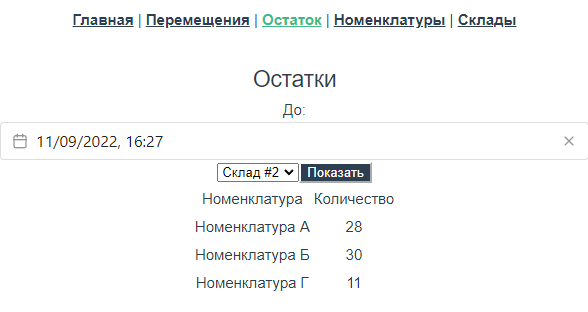 Главная | Перемещения | Остаток | Номенклатуры | Склады
Остатки
До:
11/09/2022, 16:27
Склад #2 Показать
Номенклатура Количество
Номенклатура А 28
Номенклатура Б 30
Номенклатура Г 11